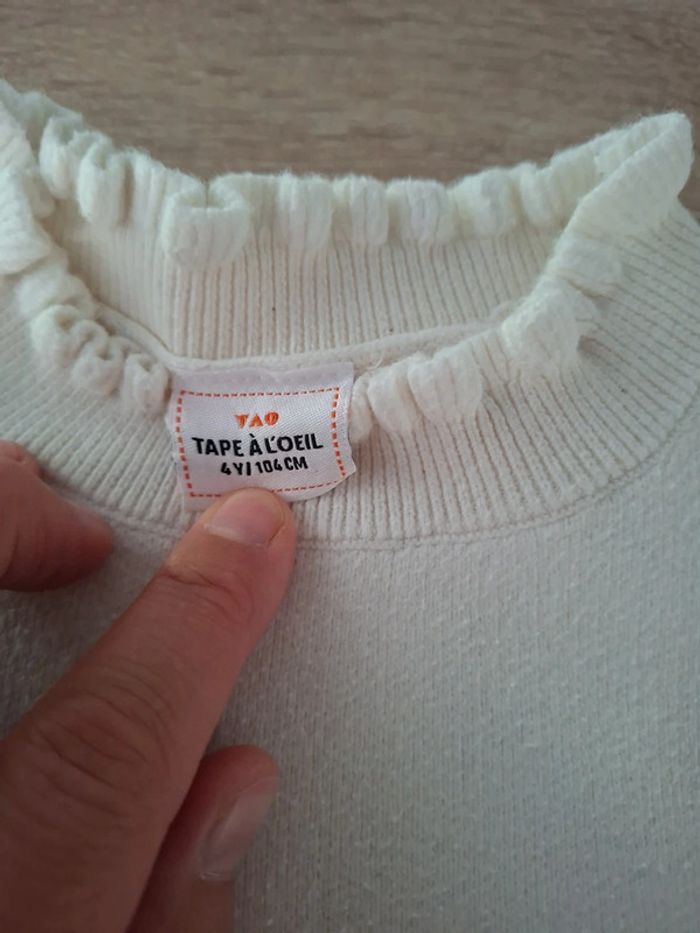 TAO
TAPE À L'OEIL
4Y/104CM